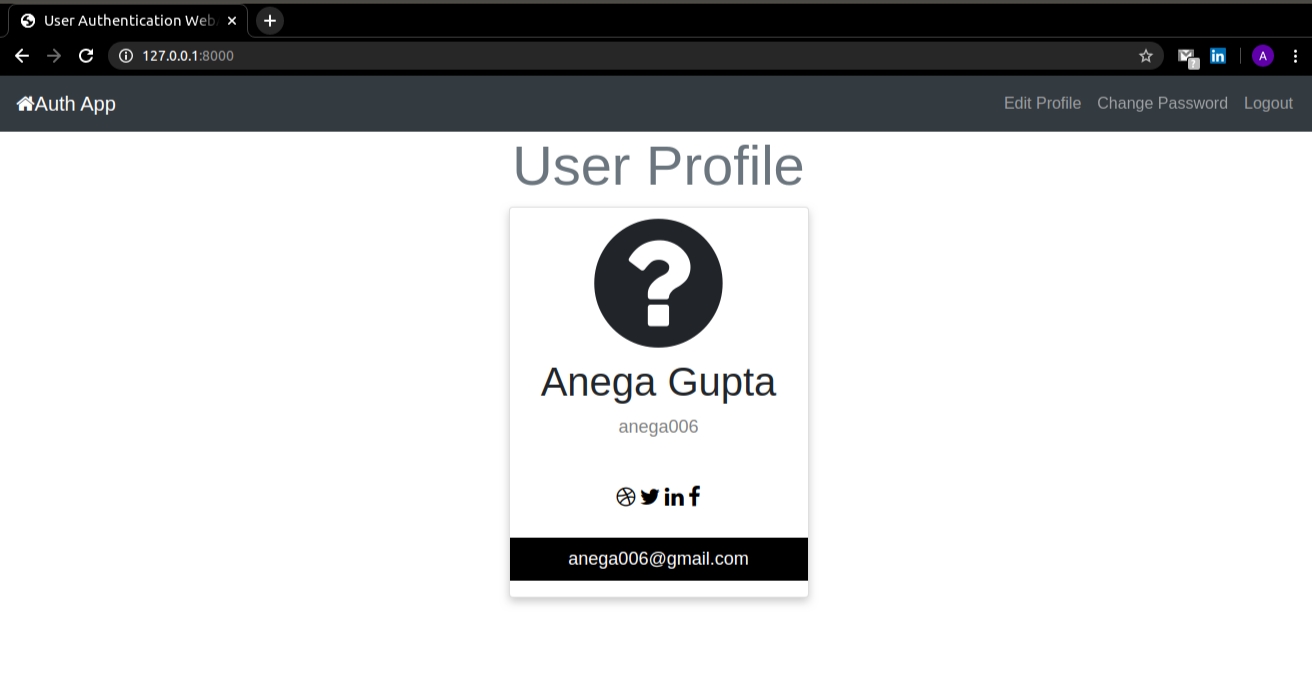 User Authentication Web
127.0.0.1:8000
A
Auth App
Edit Profile Change Password Logout
User Profile
?
Anega Gupta
anega006
in f
anega006@gmail.com